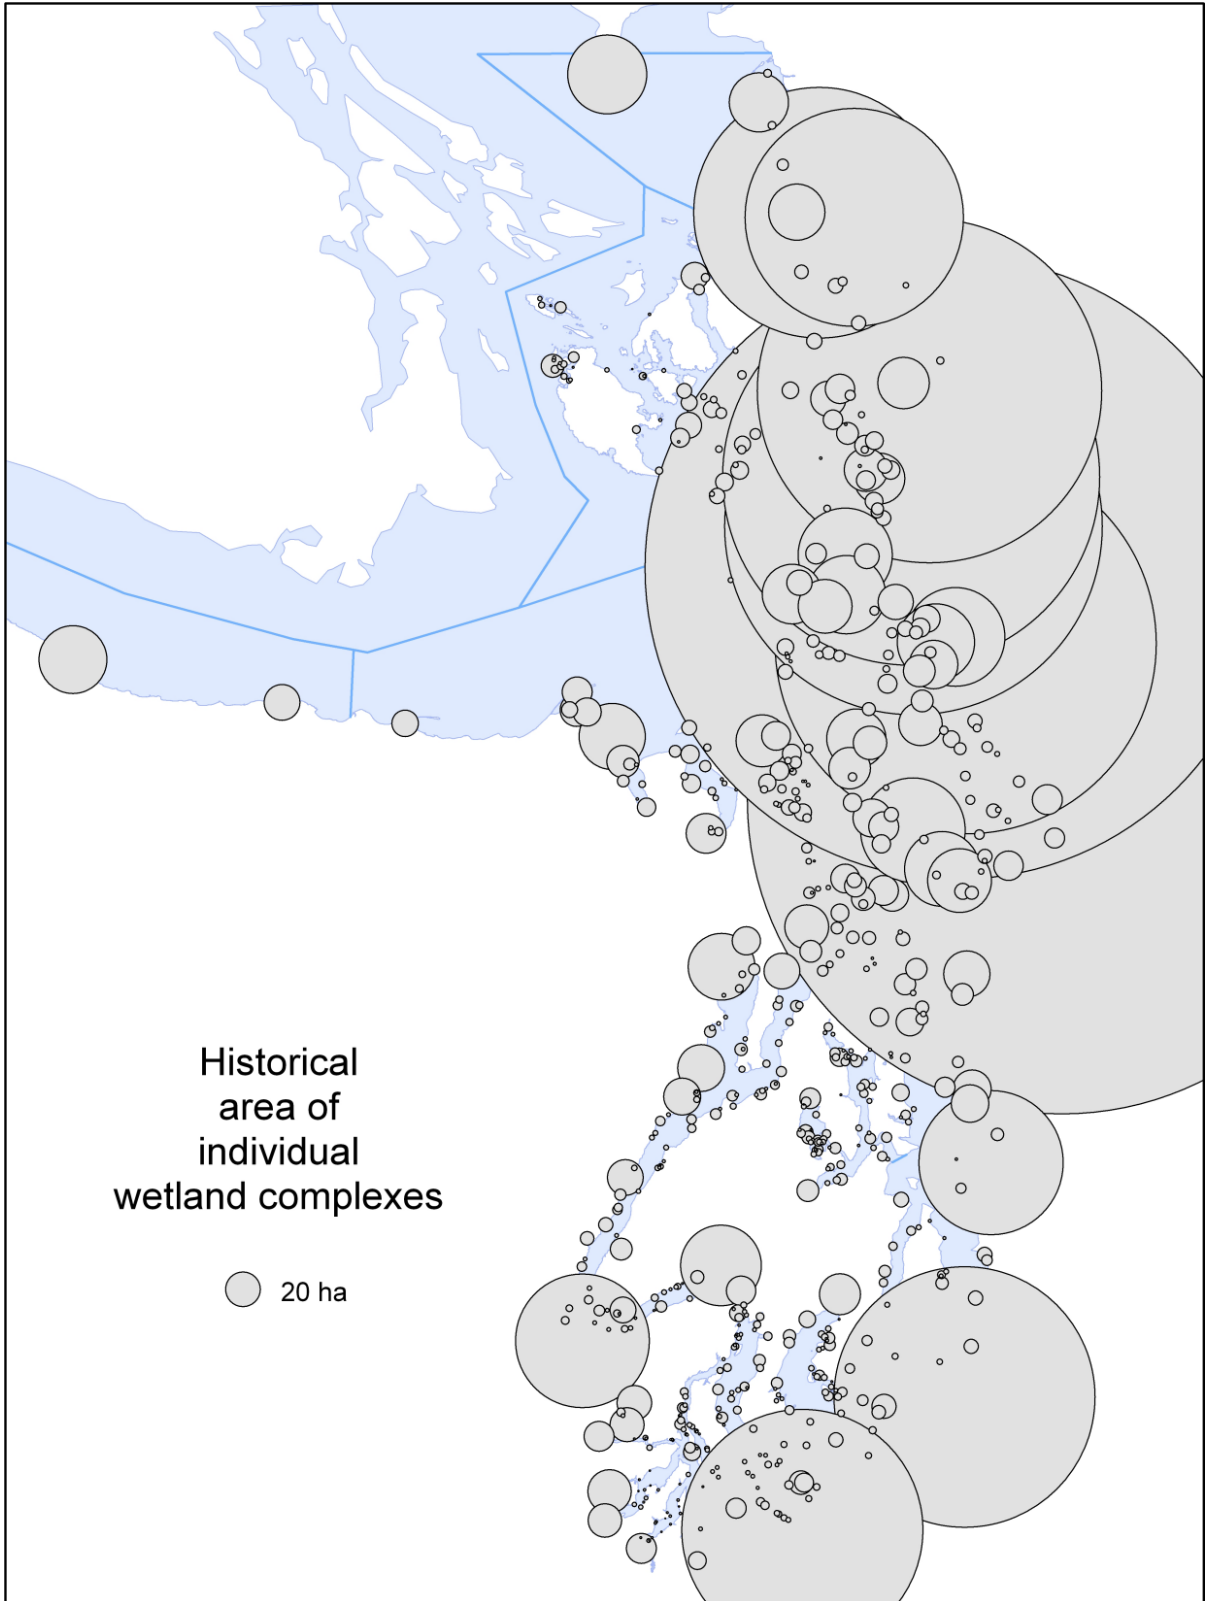 Historical
area of
individual
wetland complexes
20 ha